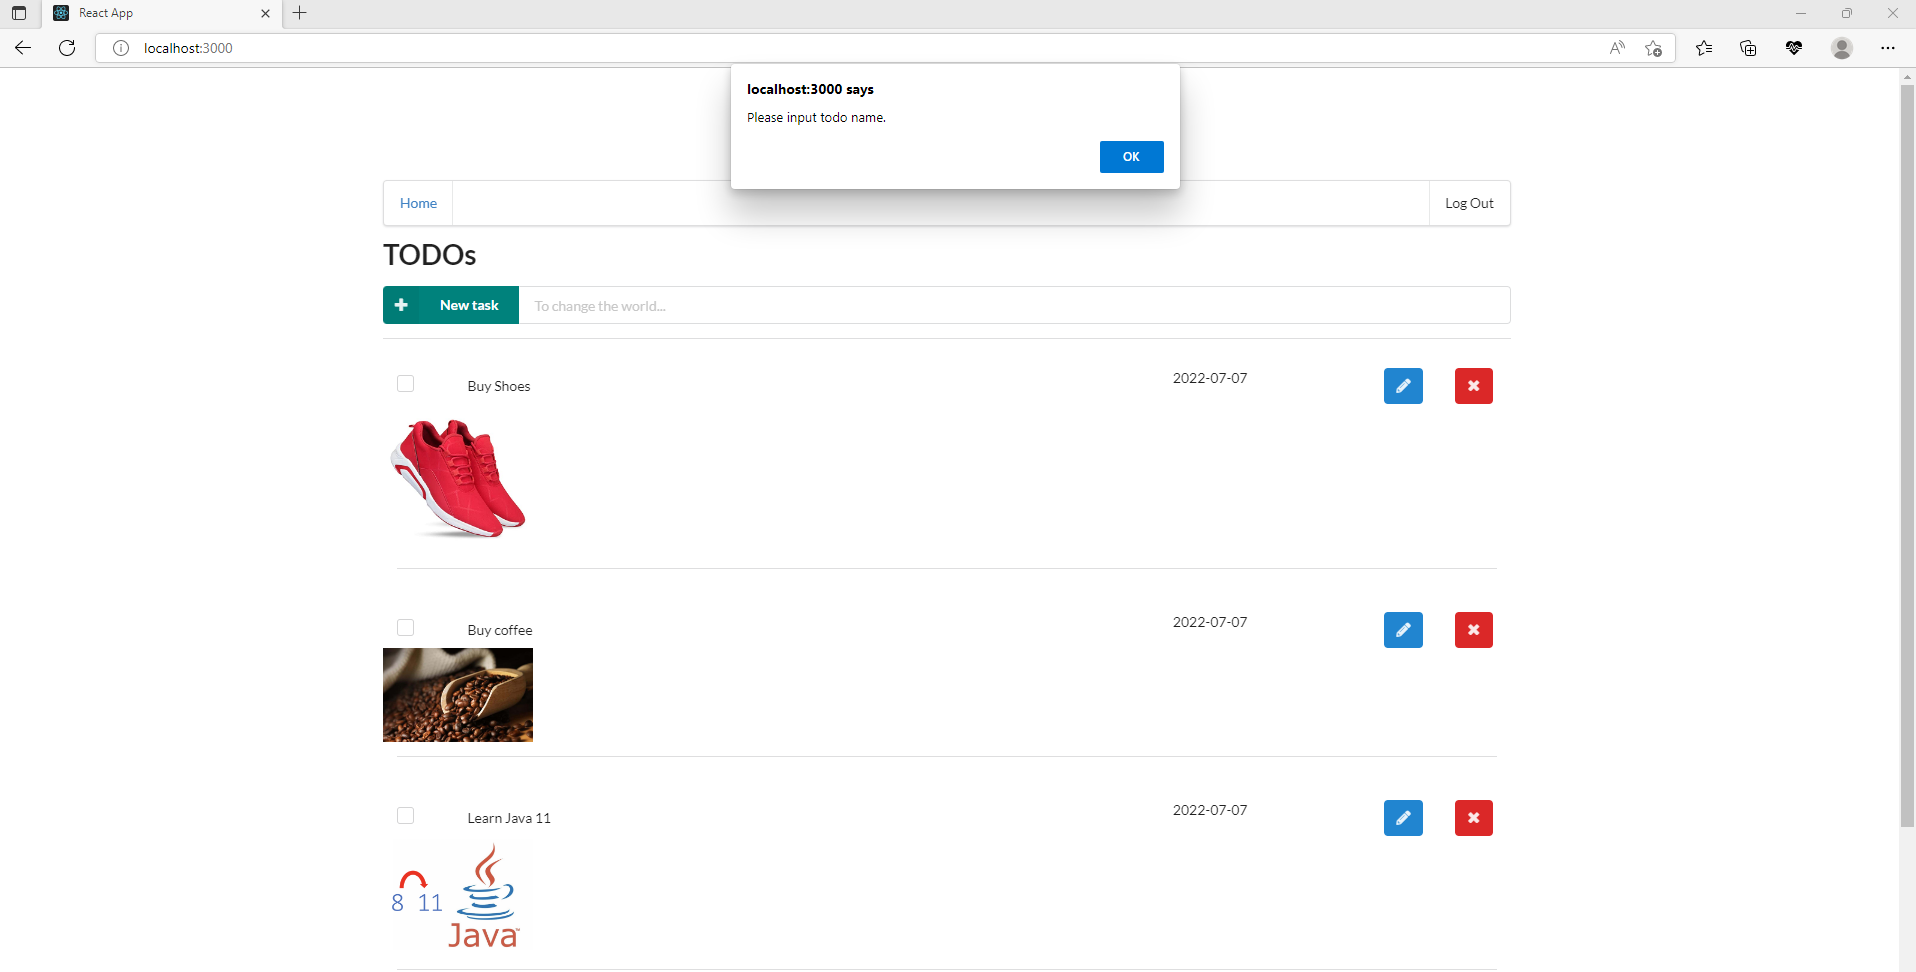 React App
localhost:3000
localhost:3000 says
Please input todo name.
OK
Home
Log Out
TODOs
New task
To change the world...
Buy Shoes
2022-07-07
Buy coffee
2022-07-07
Learn Java 11
2022-07-07
8 11
Java™